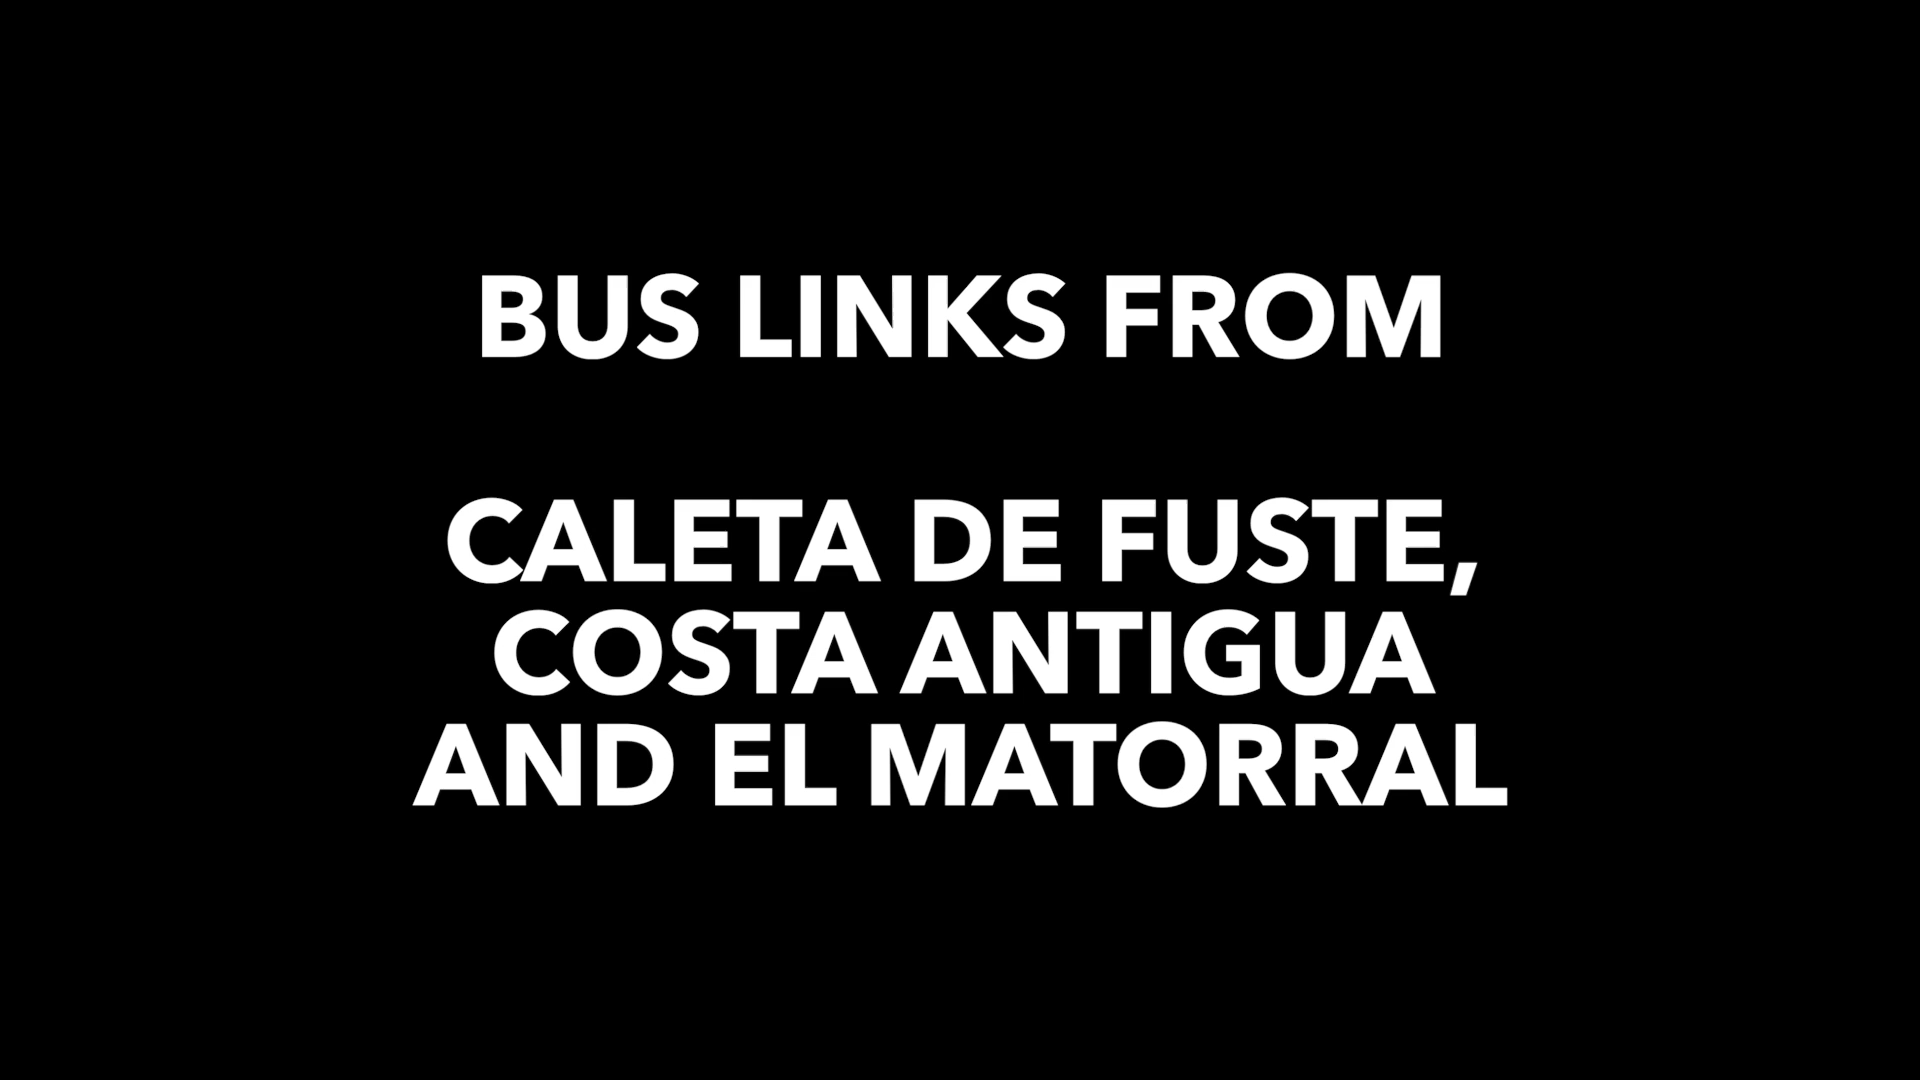 BUS LINKS FROM
CALETA DE FUSTE,
COSTA ANTIGUA
AND EL MATORRAL